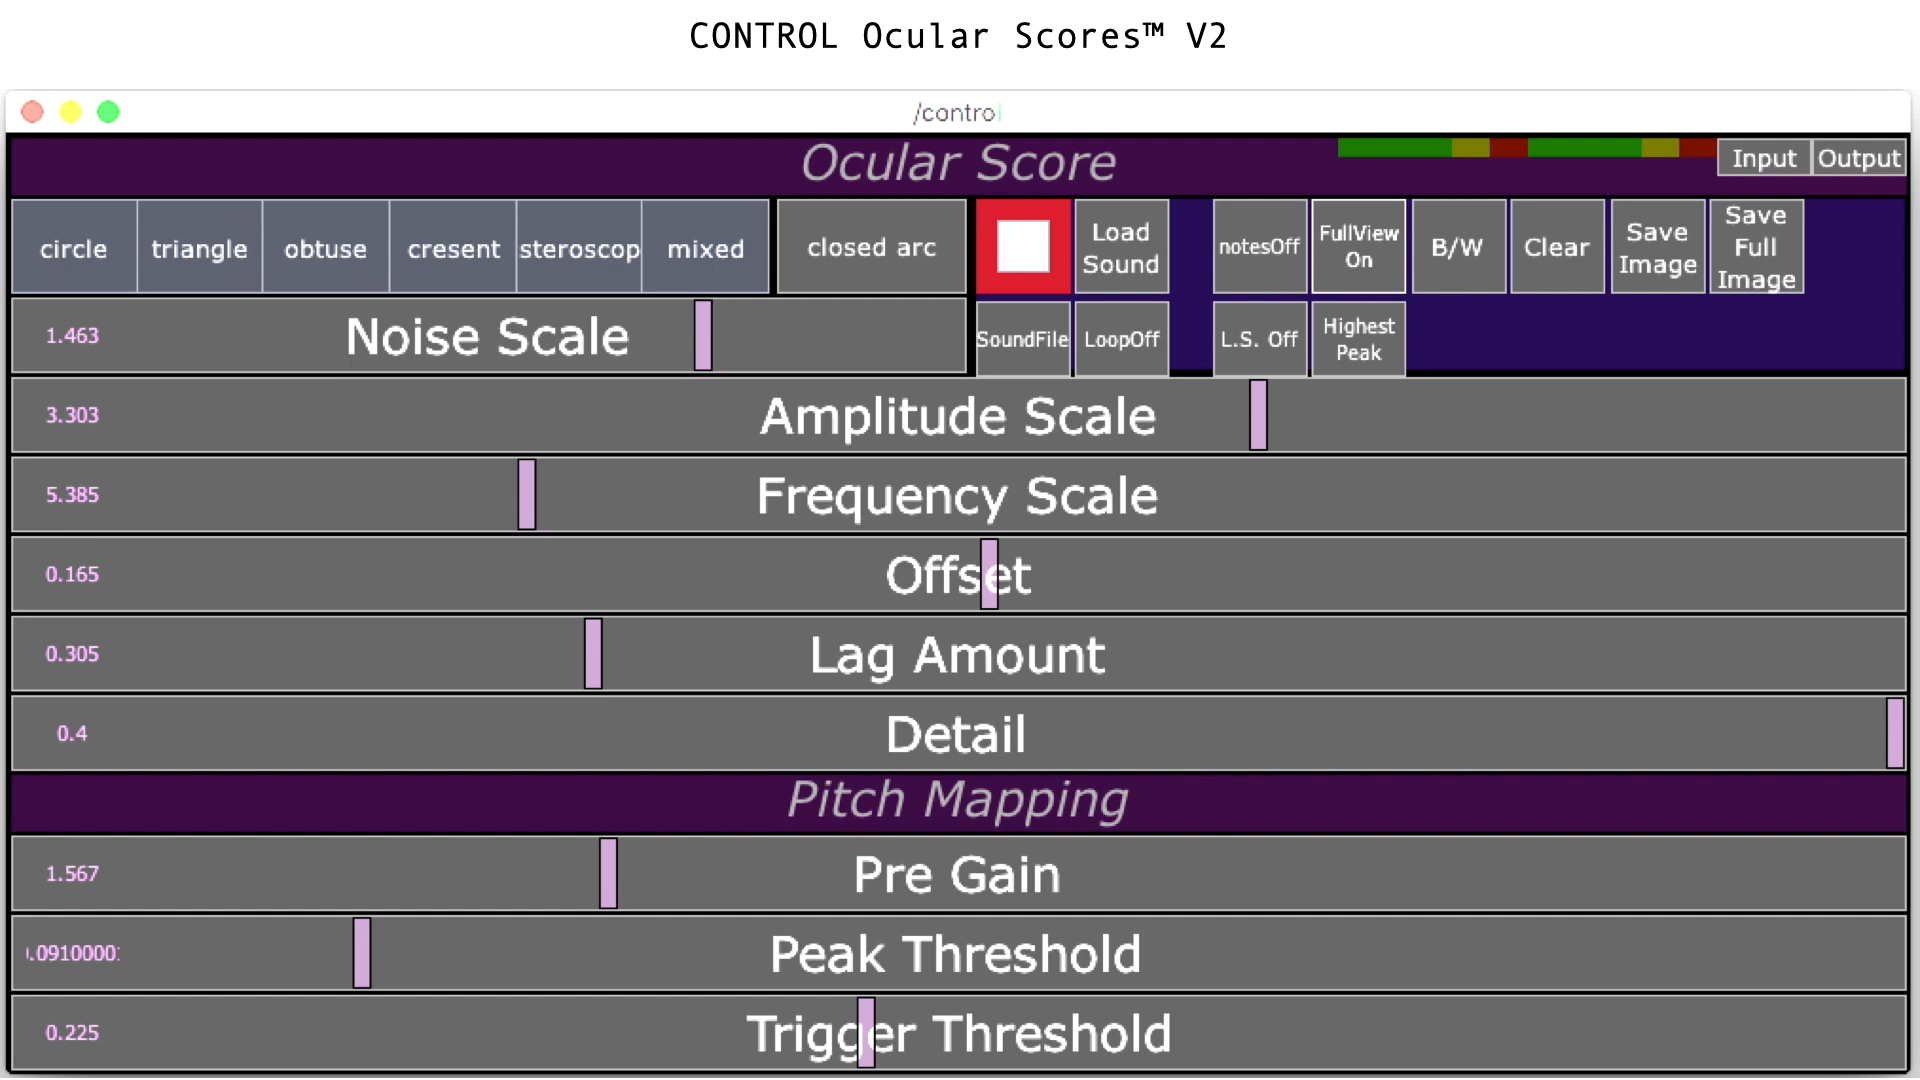 CONTROL Ocular Scores™ V2
/control
Ocular Score
Input Output
circle triangle obtuse cresent steroscop mixed closed arc
Load Sound
notesOff
FullView On
B/W
Clear
Save Image
Save Full Image
1.463 Noise Scale
SoundFile LoopOff L.S. Off
Highest Peak
3.303 Amplitude Scale
5.385 Frequency Scale
0.165 Offset
0.305 Lag Amount
0.4 Detail
Pitch Mapping
1.567 Pre Gain
.0910000 Peak Threshold
0.225 Trigger Threshold